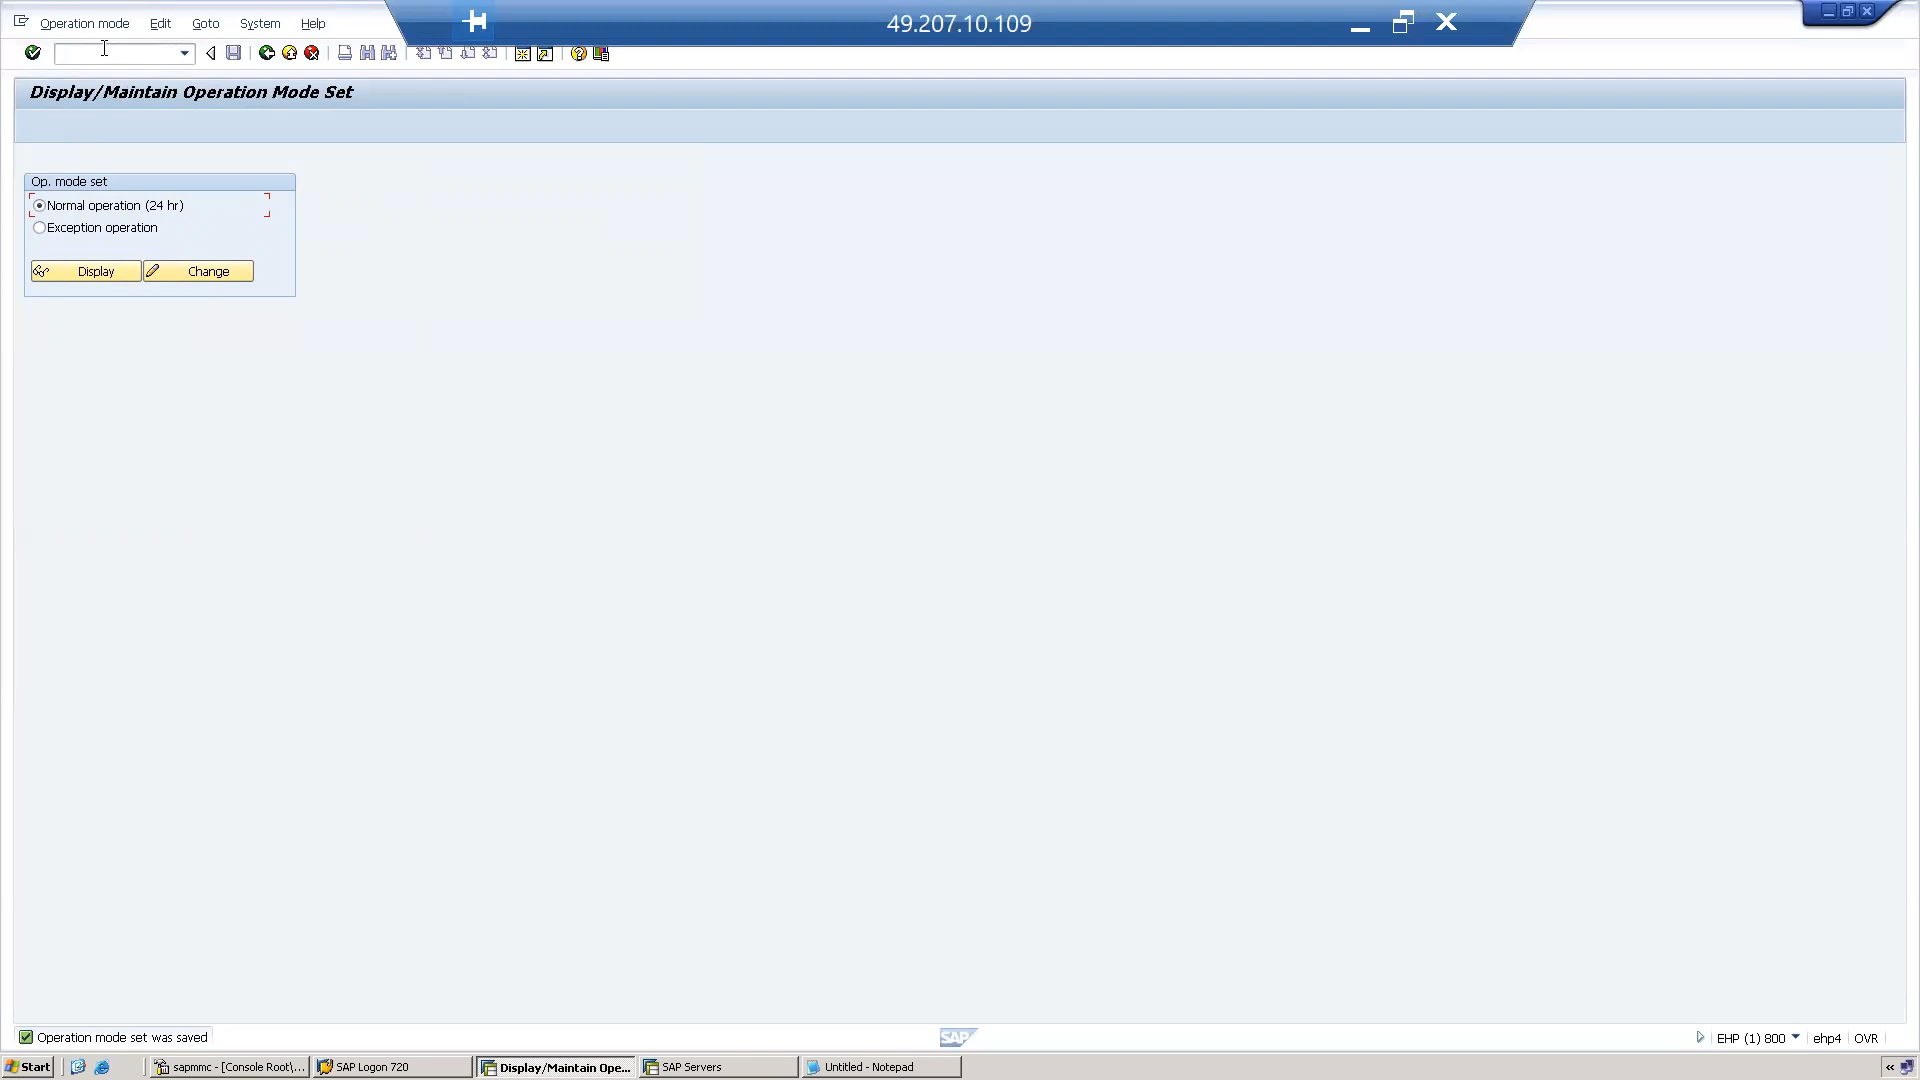 Operation mode Edit Goto System Help
49.207.10.109
Display/Maintain Operation Mode Set
Op. mode set
Normal operation (24 hr)
Exception operation
Display Change
Operation mode set was saved
SAP
EHP (1) 800 ehp4 OVR
Start sapmmc - [Console Root\... SAP Logon 720 Display/Maintain Ope... SAP Servers Untitled - Notepad «